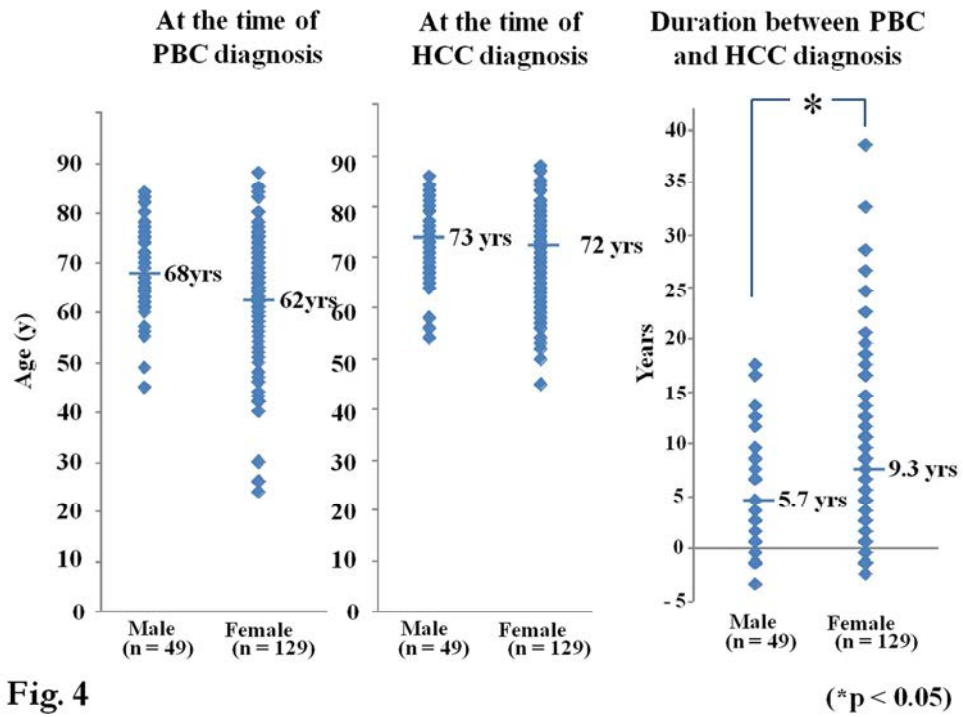 At the time of
PBC diagnosis
At the time of
HCC diagnosis
Duration between PBC
and HCC diagnosis
Age (y)
90
80
70
60
50
40
30
20
10
0
68yrs
62yrs
Male
(n = 49)
Female
(n = 129)
90
80
70
60
50
40
30
20
10
0
73 yrs
72 yrs
Male
(n = 49)
Female
(n = 129)
*
Years
40
35
30
25
20
15
10
5
0
-5
5.7 yrs
9.3 yrs
Male
(n = 49)
Female
(n = 129)
Fig. 4
(*p < 0.05)